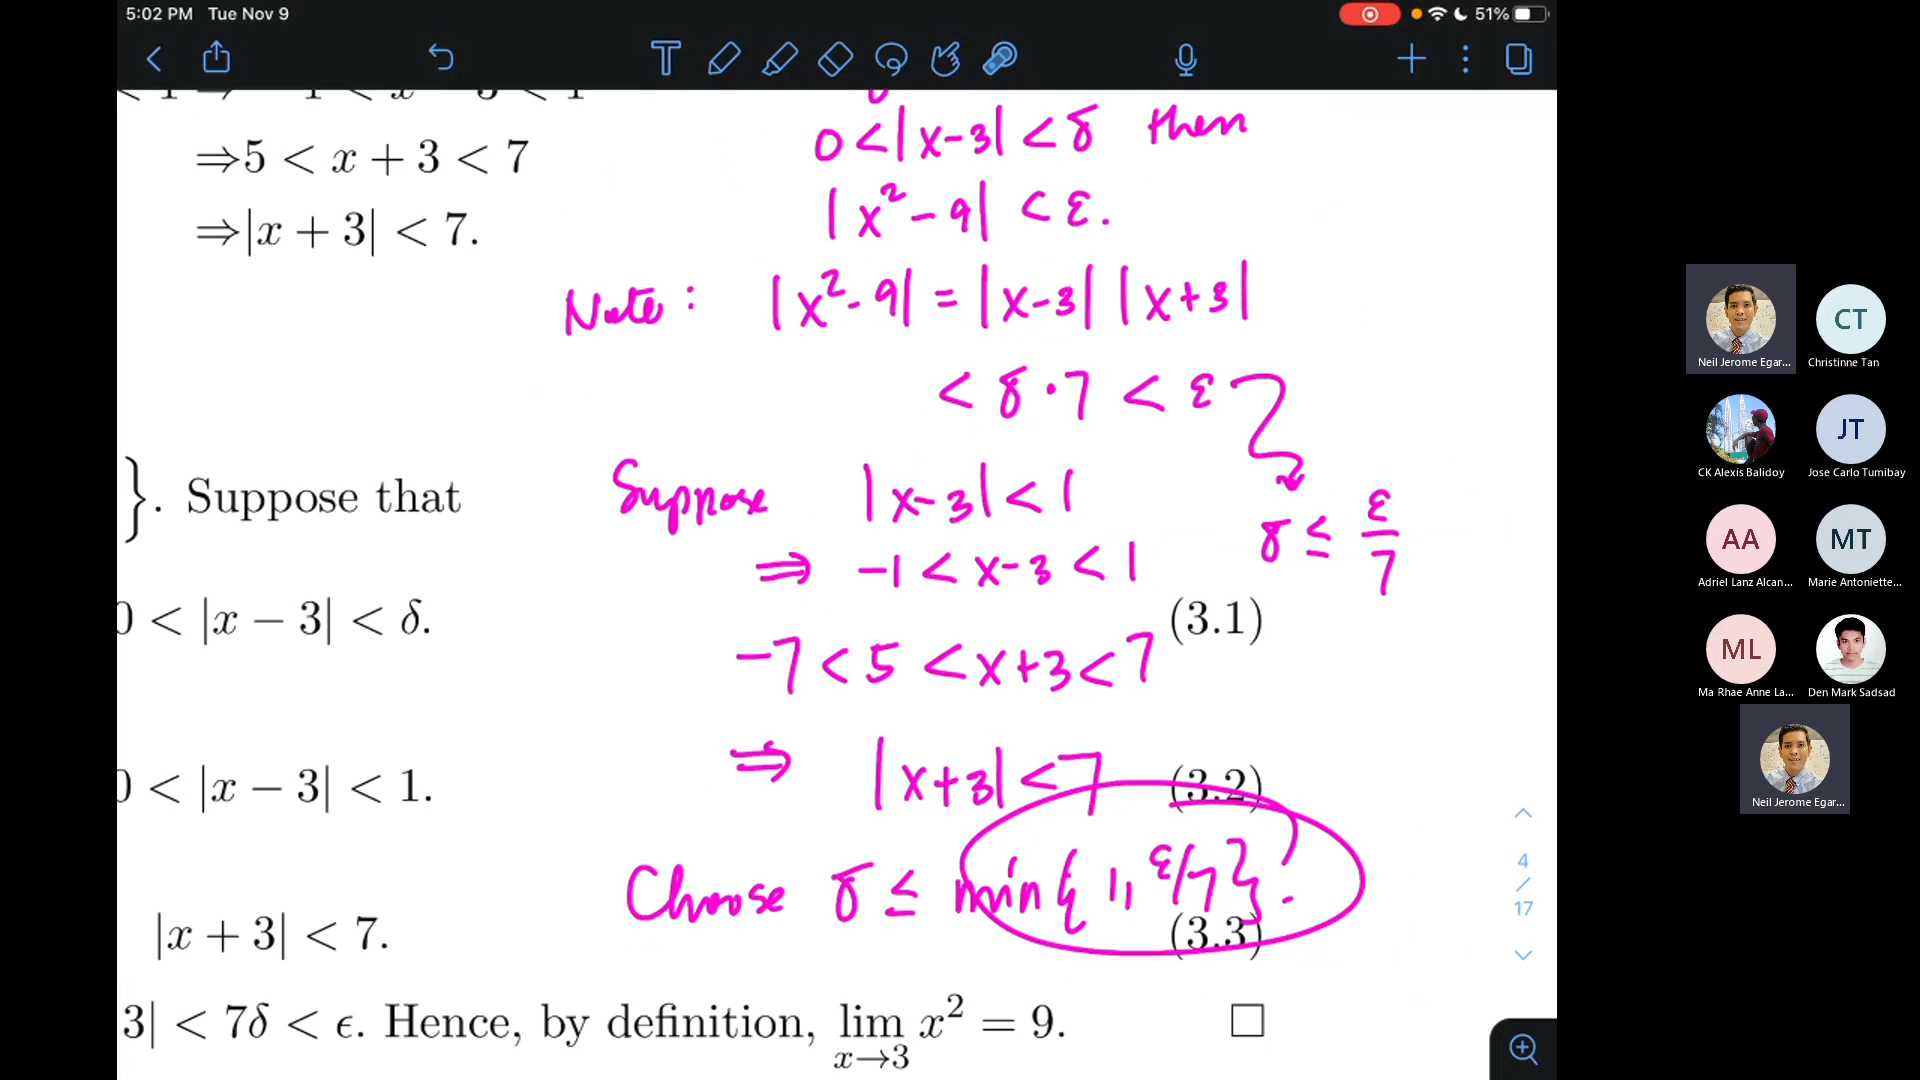 5:02 PM Tue Nov 9
51%
T
0 < |x-3| < δ then
⇒5 < x + 3 < 7
|x² - 9| < ε.
⇒|x + 3| < 7.
Note: |x² - 9| = |x-3| |x+3|
< δ · 7 < ε
}. Suppose that
Suppose |x-3| < 1
δ ≤ ε/7
⇒ -1 < x-3 < 1
0 < |x − 3| < δ. (3.1)
-7 < 5 < x+3 < 7
0 < |x − 3| < 1. (3.2)
⇒ |x+3| < 7
Choose δ ≤ min{ 1, ε/7 }.
|x + 3| < 7. (3.3)
3| < 7δ < ϵ. Hence, by definition, lim x→3 x² = 9. □
4
/
17
Neil Jerome Egar...
CT
Christinne Tan
CK Alexis Balidoy
JT
Jose Carlo Tumibay
AA
Adriel Lanz Alcan...
MT
Marie Antoniette...
ML
Ma Rhae Anne La...
Den Mark Sadsad
Neil Jerome Egar...